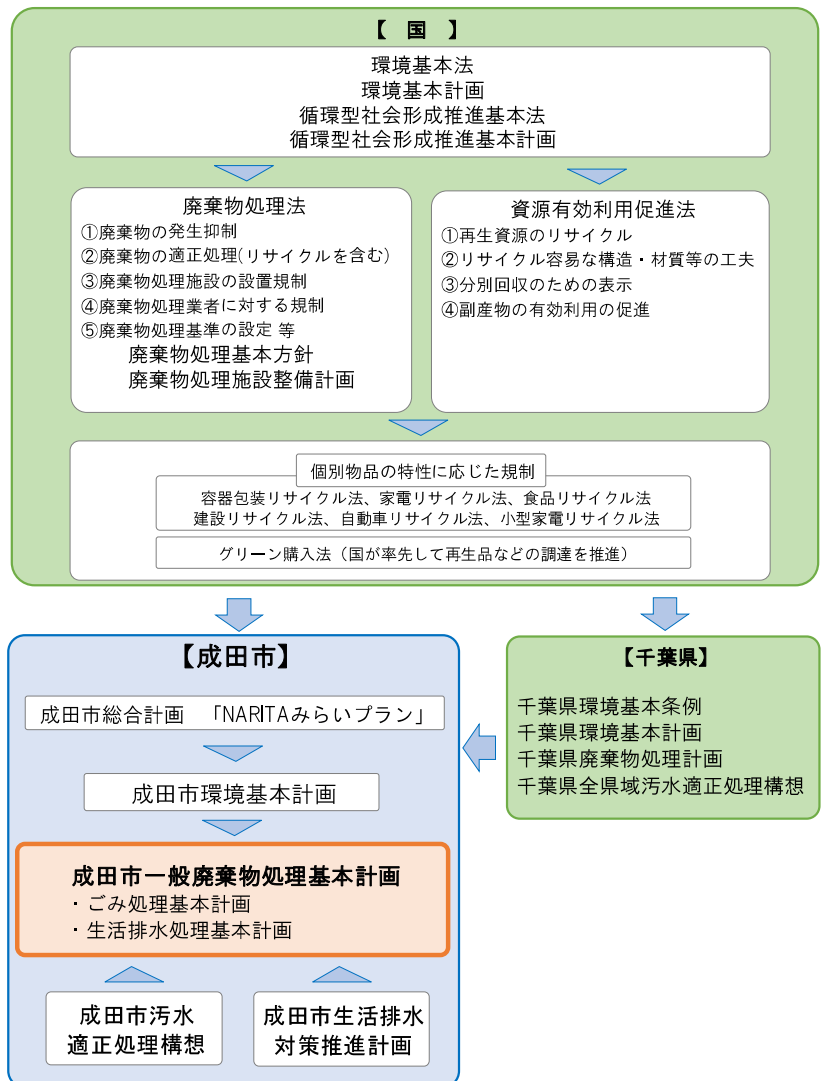 【 国 】
環境基本法
環境基本計画
循環型社会形成推進基本法
循環型社会形成推進基本計画
廃棄物処理法
①廃棄物の発生抑制
②廃棄物の適正処理(リサイクルを含む)
③廃棄物処理施設の設置規制
④廃棄物処理業者に対する規制
⑤廃棄物処理基準の設定 等
廃棄物処理基本方針
廃棄物処理施設整備計画
資源有効利用促進法
①再生資源のリサイクル
②リサイクル容易な構造・材質等の工夫
③分別回収のための表示
④副産物の有効利用の促進
個別物品の特性に応じた規制
容器包装リサイクル法、家電リサイクル法、食品リサイクル法
建設リサイクル法、自動車リサイクル法、小型家電リサイクル法
グリーン購入法（国が率先して再生品などの調達を推進）
【成田市】
成田市総合計画 「NARITAみらいプラン」
成田市環境基本計画
成田市一般廃棄物処理基本計画
・ごみ処理基本計画
・生活排水処理基本計画
成田市汚水
適正処理構想
成田市生活排水
対策推進計画
【千葉県】
千葉県環境基本条例
千葉県環境基本計画
千葉県廃棄物処理計画
千葉県全県域汚水適正処理構想